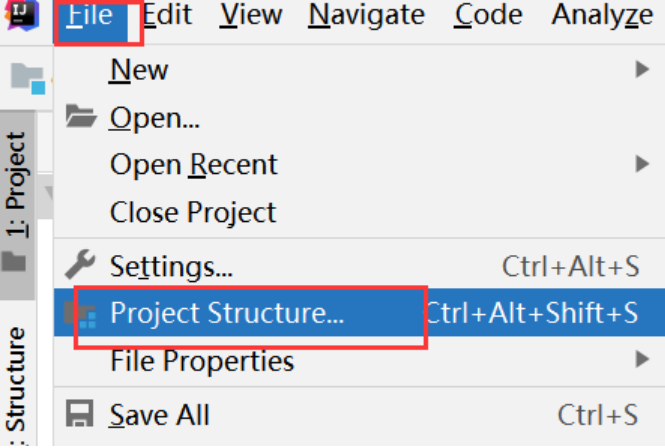 IJ
File Edit View Navigate Code Analyze
New
Open...
Open Recent
Close Project
Settings... Ctrl+Alt+S
Project Structure... Ctrl+Alt+Shift+S
File Properties
Save All Ctrl+S
1: Project
: Structure